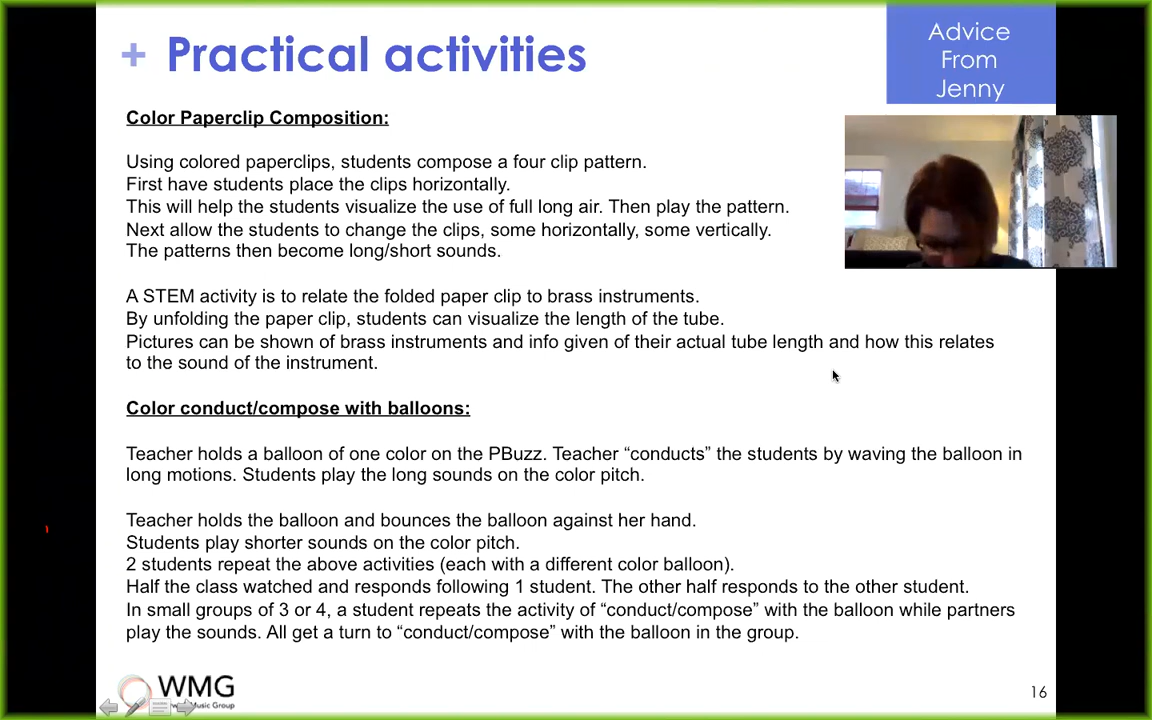 + Practical activities
Advice
From
Jenny
Color Paperclip Composition:
Using colored paperclips, students compose a four clip pattern.
First have students place the clips horizontally.
This will help the students visualize the use of full long air. Then play the pattern.
Next allow the students to change the clips, some horizontally, some vertically.
The patterns then become long/short sounds.
A STEM activity is to relate the folded paper clip to brass instruments.
By unfolding the paper clip, students can visualize the length of the tube.
Pictures can be shown of brass instruments and info given of their actual tube length and how this relates
to the sound of the instrument.
Color conduct/compose with balloons:
Teacher holds a balloon of one color on the PBuzz. Teacher “conducts” the students by waving the balloon in
long motions. Students play the long sounds on the color pitch.
Teacher holds the balloon and bounces the balloon against her hand.
Students play shorter sounds on the color pitch.
2 students repeat the above activities (each with a different color balloon).
Half the class watched and responds following 1 student. The other half responds to the other student.
In small groups of 3 or 4, a student repeats the activity of “conduct/compose” with the balloon while partners
play the sounds. All get a turn to “conduct/compose” with the balloon in the group.
WMG
Music Group
16